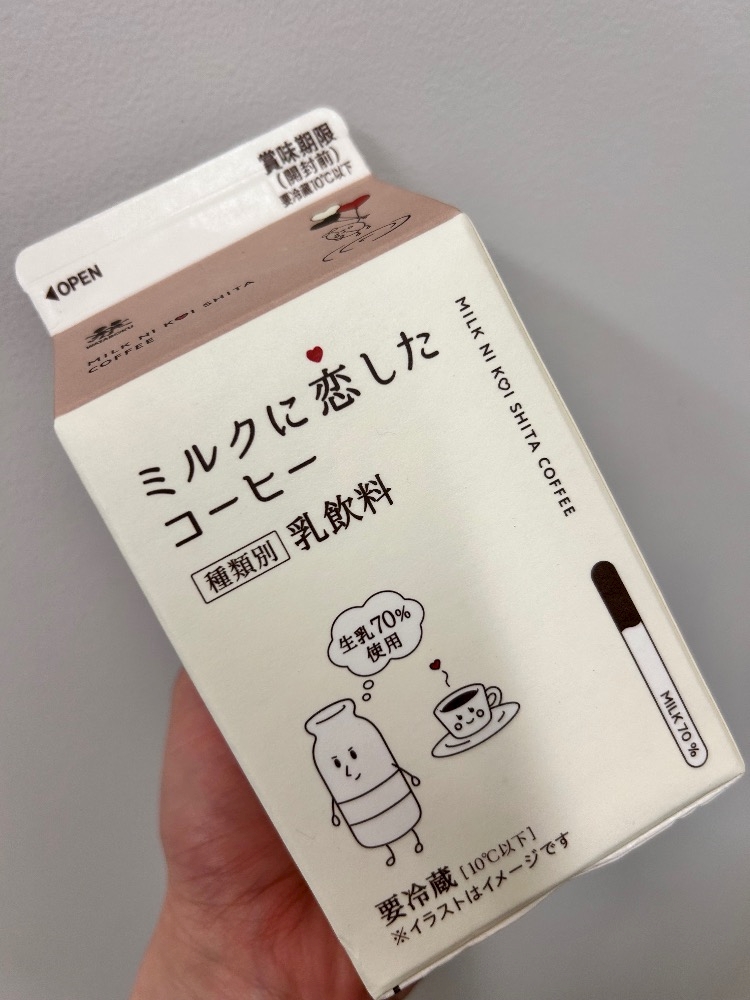 賞味期限
(開封前)
要冷蔵10℃以下
◀OPEN
MILK NI KOI SHITA
COFFEE
ミルクに恋した
コーヒー
種類別 乳飲料
MILK NI KOI SHITA COFFEE
生乳70%
使用
MILK 70%
要冷蔵[10℃以下]
※イラストはイメージです